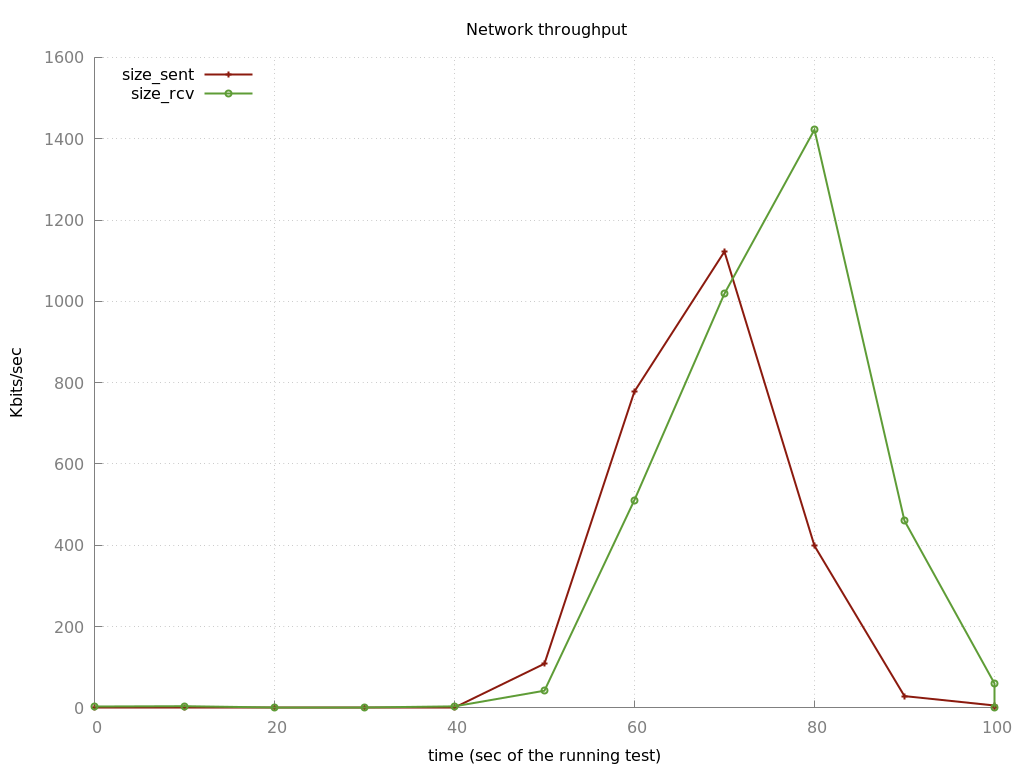 Network throughput
1600
1400
1200
1000
800
600
400
200
0
size_sent
size_rcv
Kbits/sec
0 20 40 60 80 100
time (sec of the running test)